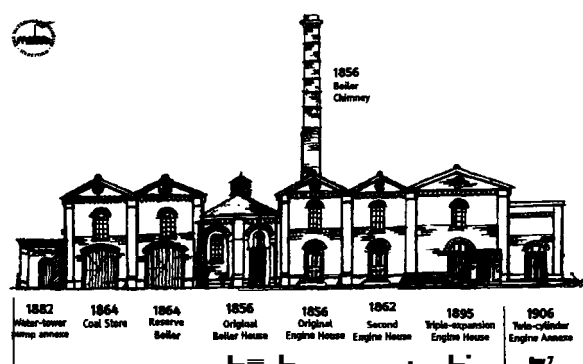 1856
Boiler
Chimney
1882
Water-tower
pump annexe
1864
Coal Store
1864
Reserve
Boiler
1856
Original
Boiler House
1856
Original
Engine House
1862
Second
Engine House
1895
Triple-expansion
Engine House
1906
Twin-cylinder
Engine Annexe